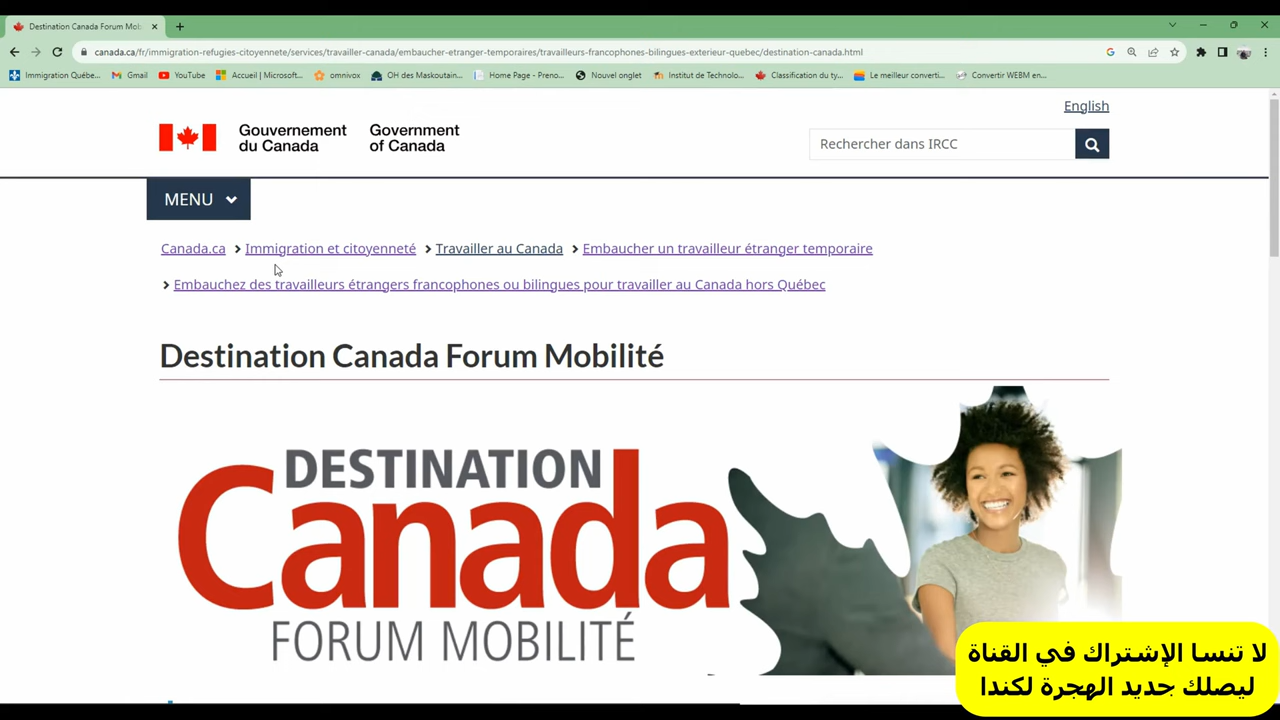 Destination Canada Forum Mob
canada.ca/fr/immigration-refugies-citoyennete/services/travailler-canada/embaucher-etranger-temporaires/travailleurs-francophones-bilingues-exterieur-quebec/destination-canada.html
Immigration Québe... Gmail YouTube Accueil | Microsoft... omnivox OH des Maskoutain... Home Page - Preno... Nouvel onglet Institut de Technolo... Classification du ty... Le meilleur converti... Convertir WEBM en...
English
Gouvernement du Canada
Government of Canada
Rechercher dans IRCC
MENU
Canada.ca > Immigration et citoyenneté > Travailler au Canada > Embaucher un travailleur étranger temporaire
> Embauchez des travailleurs étrangers francophones ou bilingues pour travailler au Canada hors Québec
Destination Canada Forum Mobilité
DESTINATION
Canada
FORUM MOBILITÉ
لا تنسا الإشتراك في القناة
ليصلك جديد الهجرة لكندا